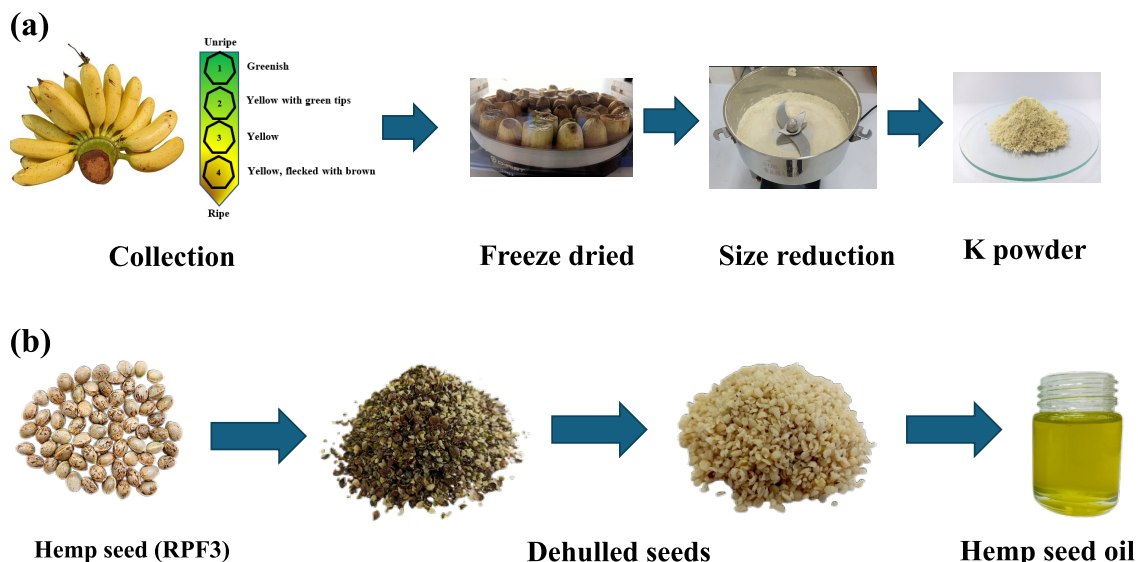 (a)
Unripe
1 Greenish
2 Yellow with green tips
3 Yellow
4 Yellow, flecked with brown
Ripe
Collection
Freeze dried
Size reduction
K powder
(b)
Hemp seed (RPF3)
Dehulled seeds
Hemp seed oil